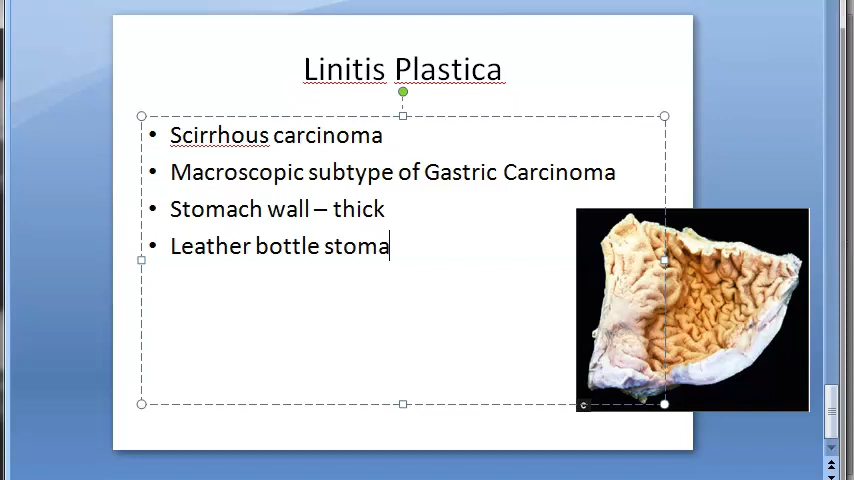 Linitis Plastica
• Scirrhous carcinoma
• Macroscopic subtype of Gastric Carcinoma
• Stomach wall – thick
• Leather bottle stoma
C